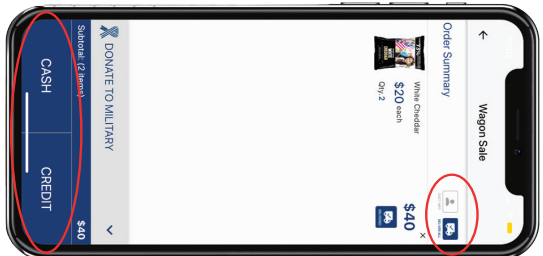 Wagon Sale
Order Summary
White Cheddar
$20 each
Qty. 2
$40
×
DONATE TO MILITARY
Subtotal: (2 items)
$40
CASH
CREDIT